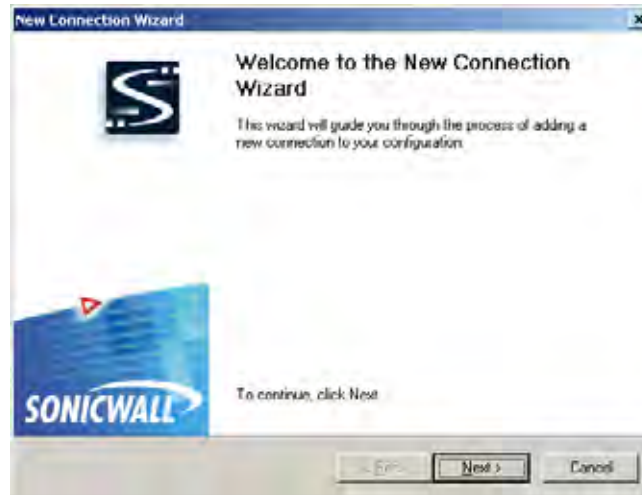 New Connection Wizard
Welcome to the New Connection
Wizard
This wizard will guide you through the process of adding a
new connection to your configuration.
To continue, click Next
SONICWALL
< Back
Next >
Cancel